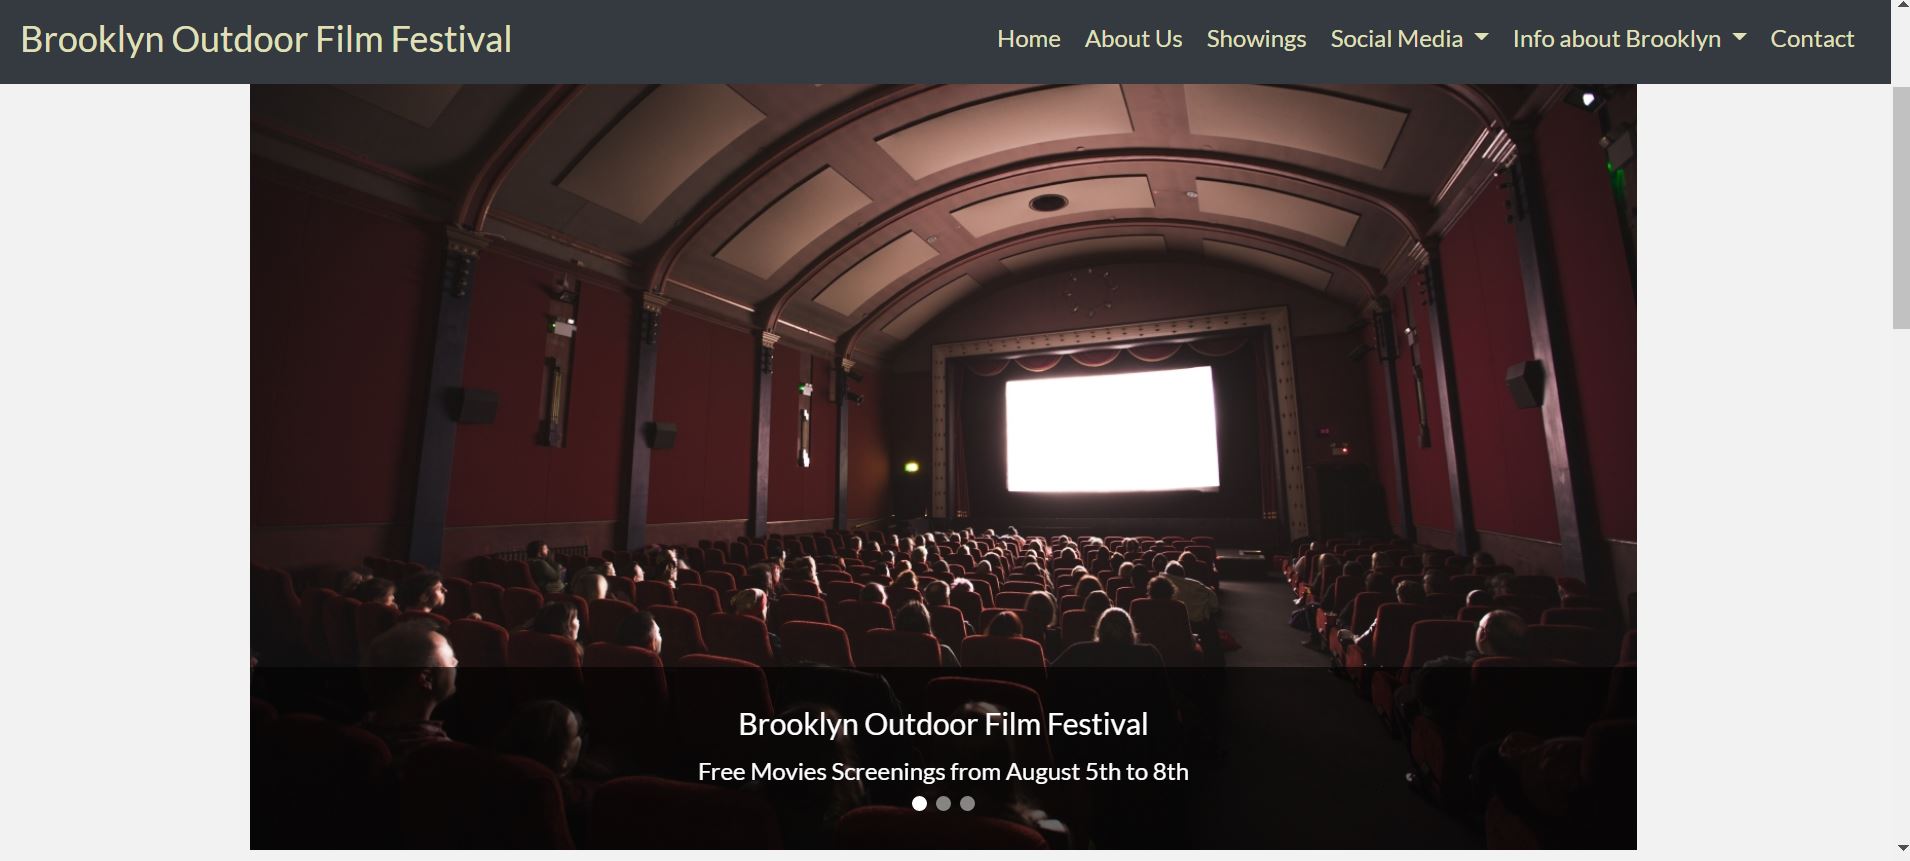 Brooklyn Outdoor Film Festival
Home About Us Showings Social Media Info about Brooklyn Contact
Brooklyn Outdoor Film Festival
Free Movies Screenings from August 5th to 8th